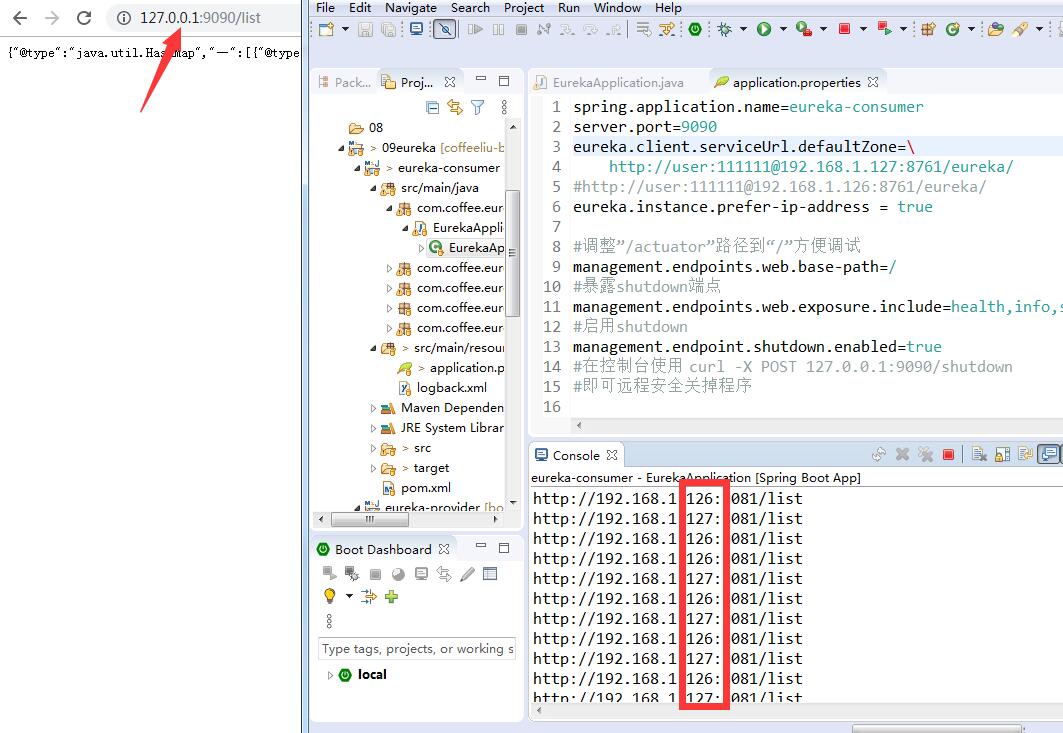 127.0.0.1:9090/list
{"@type":"java.util.Has map","一":[{"@type
File Edit Navigate Search Project Run Window Help
Pack... Proj...
08
> 09eureka [coffeeliu-b
> eureka-consumer
src/main/java
com.coffee.eur
EurekaAppli
EurekaAp
com.coffee.eur
com.coffee.eur
com.coffee.eur
com.coffee.eur
> src/main/resou
> application.p
logback.xml
Maven Dependen
JRE System Librar
> src
> target
pom.xml
eureka-provider [bo
Boot Dashboard
Type tags, projects, or working s
local
EurekaApplication.java application.properties
1 spring.application.name=eureka-consumer
2 server.port=9090
3 eureka.client.serviceUrl.defaultZone=\
4 http://user:111111@192.168.1.127:8761/eureka/
5 #http://user:111111@192.168.1.126:8761/eureka/
6 eureka.instance.prefer-ip-address = true
7
8 #调整”/actuator”路径到“/”方便调试
9 management.endpoints.web.base-path=/
10 #暴露shutdown端点
11 management.endpoints.web.exposure.include=health,info,s
12 #启用shutdown
13 management.endpoint.shutdown.enabled=true
14 #在控制台使用 curl -X POST 127.0.0.1:9090/shutdown
15 #即可远程安全关掉程序
16
Console
eureka-consumer - EurekaApplication [Spring Boot App]
http://192.168.1 126: 081/list
http://192.168.1 127: 081/list
http://192.168.1 126: 081/list
http://192.168.1 126: 081/list
http://192.168.1 127: 081/list
http://192.168.1 126: 081/list
http://192.168.1 127: 081/list
http://192.168.1 126: 081/list
http://192.168.1 127: 081/list
http://192.168.1 126: 081/list
http://192.168.1 127: 081/list